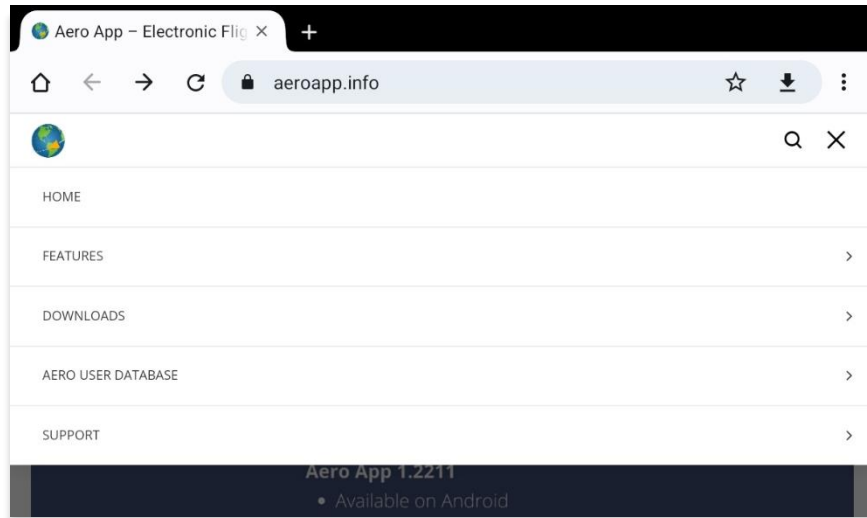 Aero App – Electronic Flig
aeroapp.info
HOME
FEATURES
DOWNLOADS
AERO USER DATABASE
SUPPORT
Aero App 1.2211
• Available on Android